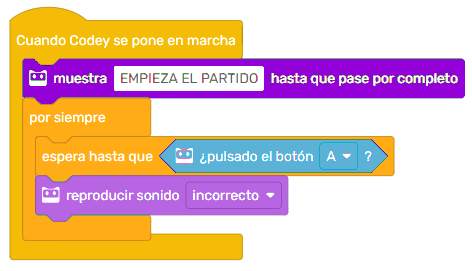 Cuando Codey se pone en marcha
muestra EMPIEZA EL PARTIDO hasta que pase por completo
por siempre
espera hasta que ¿pulsado el botón A ?
reproducir sonido incorrecto